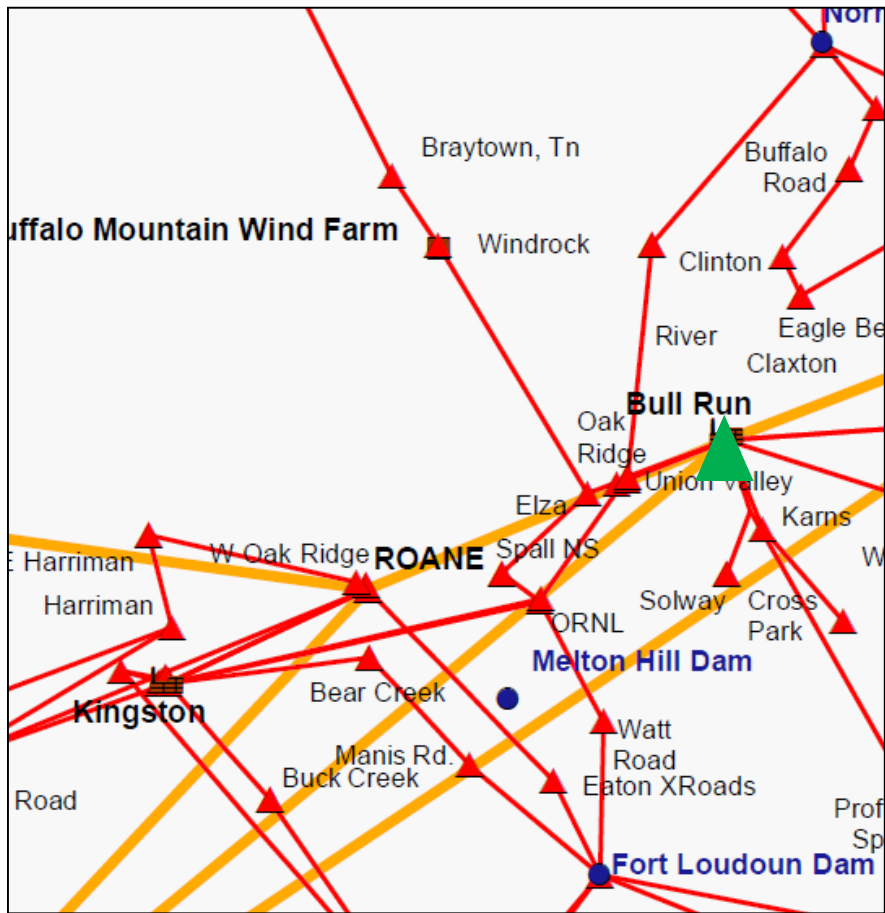 Norr
Braytown, Tn
Buffalo
Road
uffalo Mountain Wind Farm
Windrock
Clinton
River
Eagle Be
Claxton
Bull Run
Oak
Ridge
Union Valley
Elza
Karns
W Oak Ridge
ROANE
Spall NS
E Harriman
W
Harriman
Solway
Cross
Park
ORNL
Melton Hill Dam
Bear Creek
Kingston
Watt
Road
Manis Rd.
Buck Creek
Eaton XRoads
Road
Prof
Sp
Fort Loudoun Dam